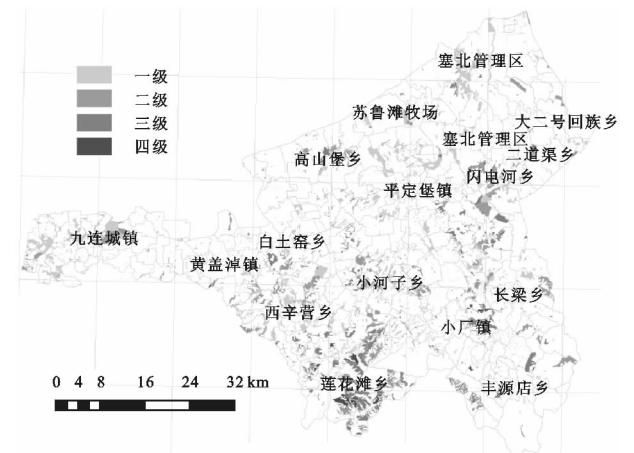 塞北管理区
一级
二级
三级
四级
苏鲁滩牧场
大二号回族乡
塞北管理区
二道渠乡
高山堡乡
闪电河乡
平定堡镇
九连城镇
白土窑乡
黄盖淖镇
小河子乡
长梁乡
西辛营乡
小厂镇
莲花滩乡
丰源店乡
0 4 8 16 24 32 km